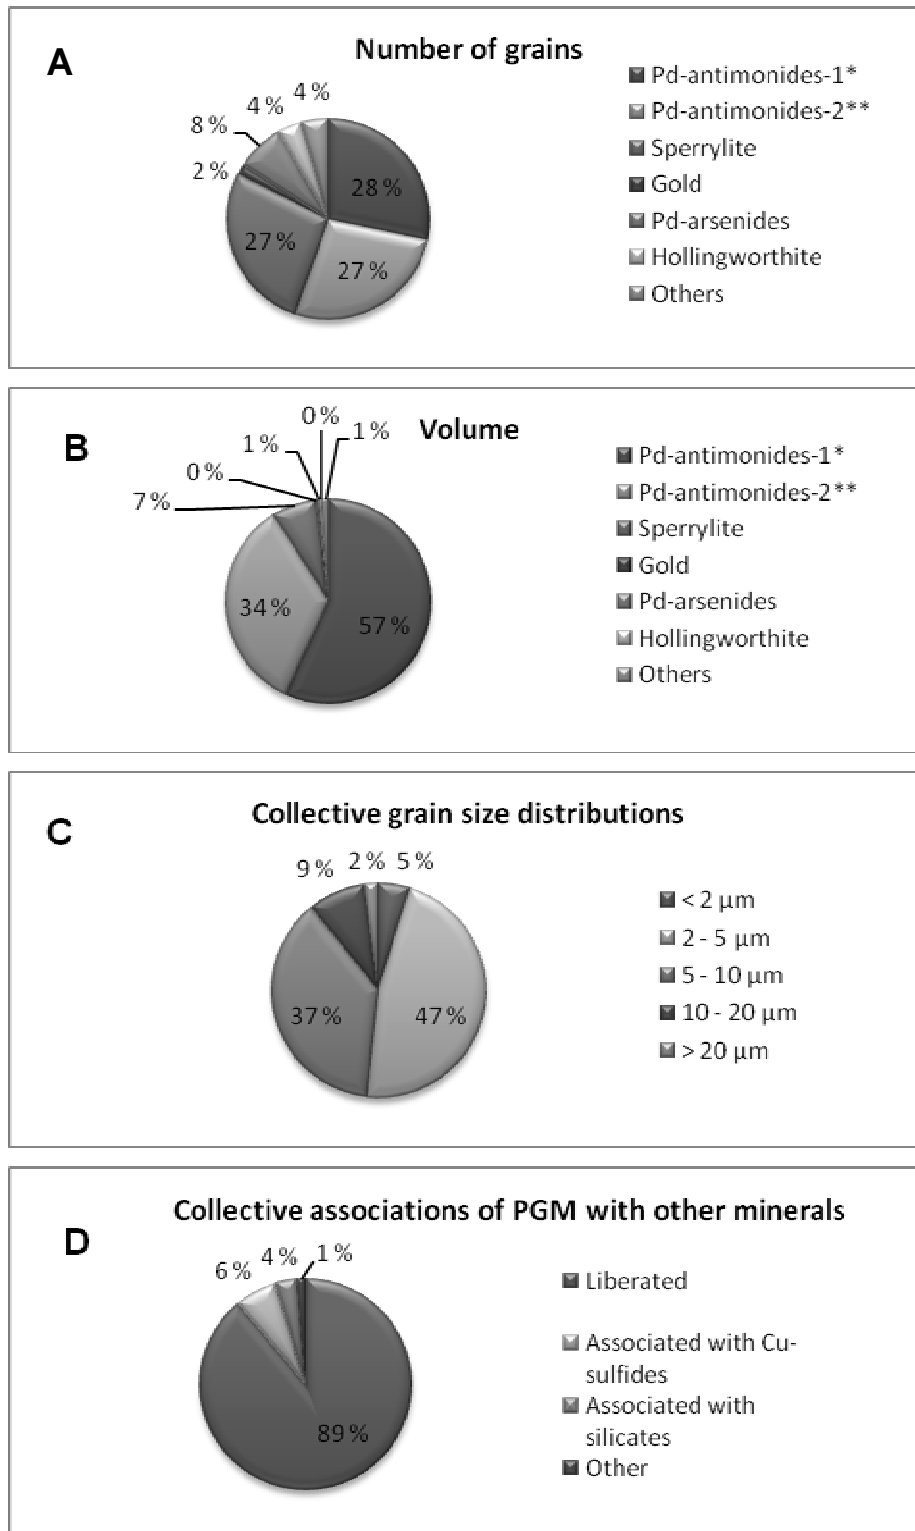 A
Number of grains
4 %
4 %
8 %
2 %
28 %
27 %
27 %
Pd-antimonides-1*
Pd-antimonides-2**
Sperrylite
Gold
Pd-arsenides
Hollingworthite
Others
B
Volume
0 %
1 %
1 %
0 %
7 %
34 %
57 %
Pd-antimonides-1*
Pd-antimonides-2**
Sperrylite
Gold
Pd-arsenides
Hollingworthite
Others
C
Collective grain size distributions
9 %
2 %
5 %
37 %
47 %
< 2 µm
2 - 5 µm
5 - 10 µm
10 - 20 µm
> 20 µm
D
Collective associations of PGM with other minerals
6 %
4 %
1 %
89 %
Liberated
Associated with Cu-
sulfides
Associated with
silicates
Other